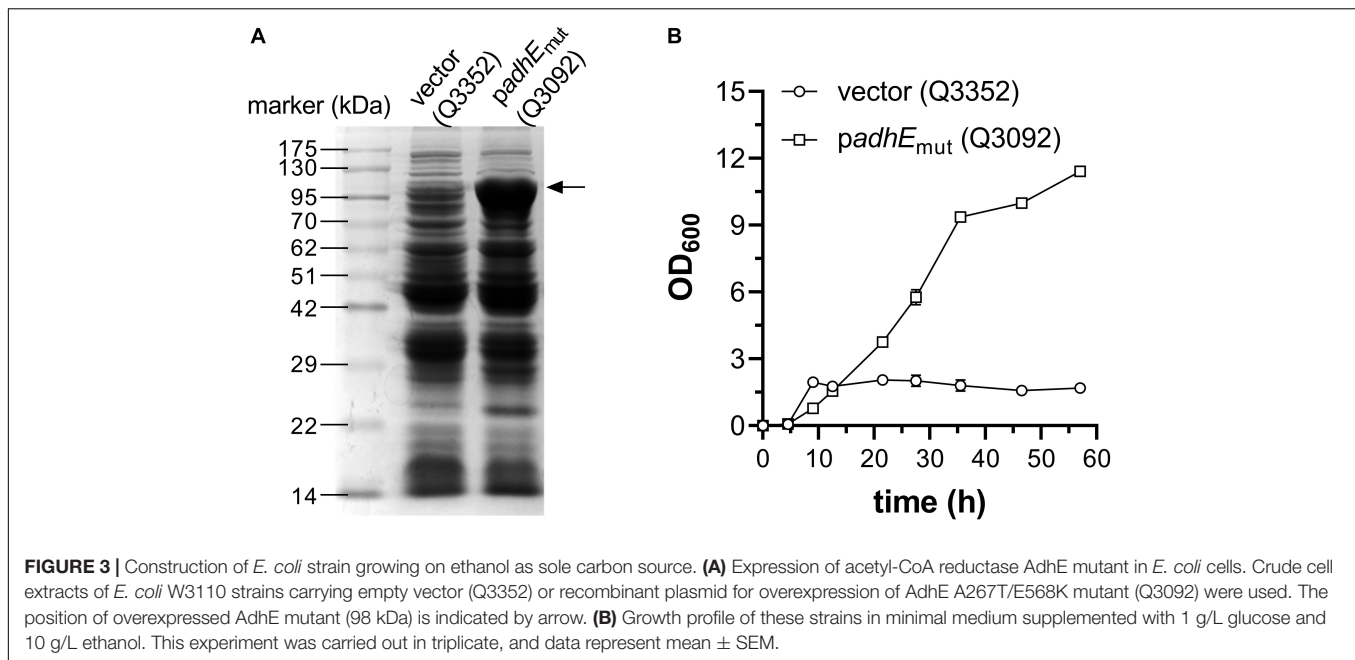 A
marker (kDa)
vector
(Q3352)
padhEmut
(Q3092)
175
130
95
70
62
51
42
29
22
14
B
vector (Q3352)
padhEmut (Q3092)
OD600
15
12
9
6
3
0
0 10 20 30 40 50 60
time (h)
FIGURE 3 | Construction of E. coli strain growing on ethanol as sole carbon source. (A) Expression of acetyl-CoA reductase AdhE mutant in E. coli cells. Crude cell
extracts of E. coli W3110 strains carrying empty vector (Q3352) or recombinant plasmid for overexpression of AdhE A267T/E568K mutant (Q3092) were used. The
position of overexpressed AdhE mutant (98 kDa) is indicated by arrow. (B) Growth profile of these strains in minimal medium supplemented with 1 g/L glucose and
10 g/L ethanol. This experiment was carried out in triplicate, and data represent mean ± SEM.